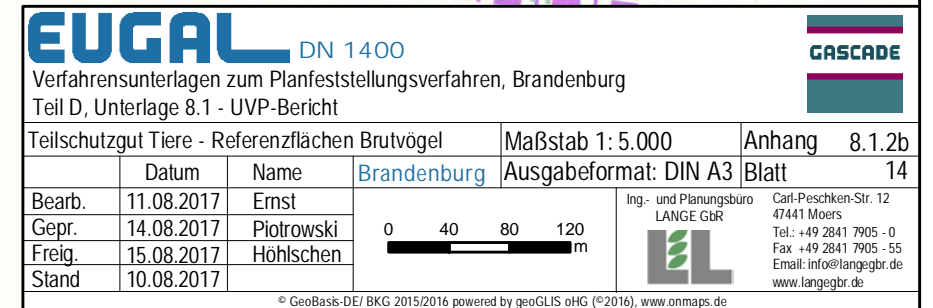 EUGAL DN 1400
GASCADE
Verfahrensunterlagen zum Planfeststellungsverfahren, Brandenburg
Teil D, Unterlage 8.1 - UVP-Bericht
Teilschutzgut Tiere - Referenzflächen Brutvögel Maßstab 1: 5.000 Anhang 8.1.2b
Datum Name Brandenburg Ausgabeformat: DIN A3 Blatt 14
Bearb. 11.08.2017 Ernst
Gepr. 14.08.2017 Piotrowski
Freig. 15.08.2017 Höhlschen
Stand 10.08.2017
0 40 80 120
m
Ing.- und Planungsbüro
LANGE GbR
Carl-Peschken-Str. 12
47441 Moers
Tel.: +49 2841 7905 - 0
Fax +49 2841 7905 - 55
Email: info@langegbr.de
www.langegbr.de
© GeoBasis-DE/ BKG 2015/2016 powered by geoGLIS oHG (©2016), www.onmaps.de